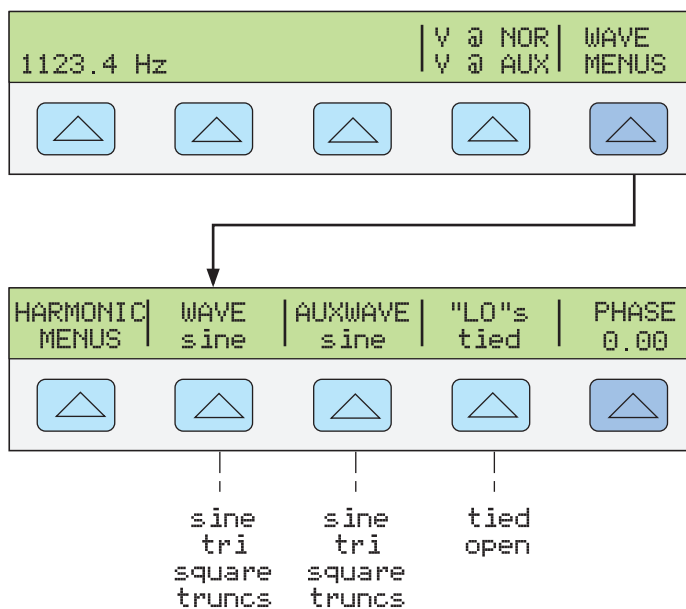 V @ NOR WAVE
1123.4 Hz V @ AUX MENUS
HARMONIC WAVE AUXWAVE "LO"s PHASE
MENUS sine sine tied 0.00
sine sine tied
tri tri open
square square
truncs truncs